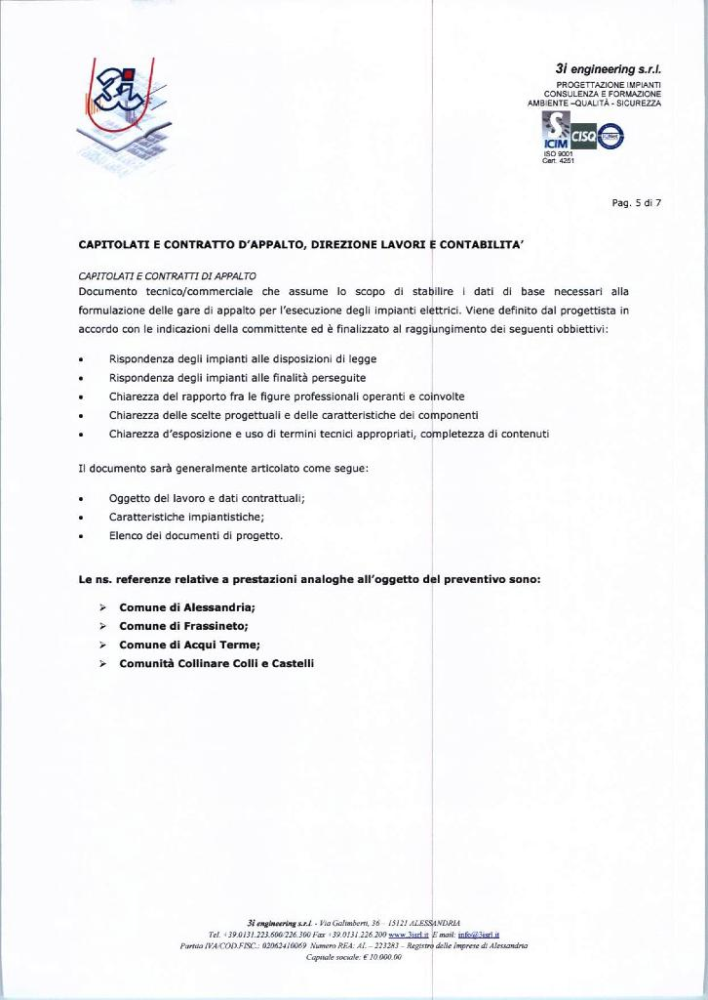 3i
3i engineering s.r.l.
PROGETTAZIONE IMPIANTI
CONSULENZA E FORMAZIONE
AMBIENTE –QUALITÀ - SICUREZZA
ICIM
CISQ
ISO 9001
Cert. 4251
Pag. 5 di 7
CAPITOLATI E CONTRATTO D'APPALTO, DIREZIONE LAVORI E CONTABILITA'
CAPITOLATI E CONTRATTI DI APPALTO
Documento tecnico/commerciale che assume lo scopo di stabilire i dati di base necessari alla
formulazione delle gare di appalto per l'esecuzione degli impianti elettrici. Viene definito dal progettista in
accordo con le indicazioni della committente ed è finalizzato al raggiungimento dei seguenti obbiettivi:
• Rispondenza degli impianti alle disposizioni di legge
• Rispondenza degli impianti alle finalità perseguite
• Chiarezza del rapporto fra le figure professionali operanti e coinvolte
• Chiarezza delle scelte progettuali e delle caratteristiche dei componenti
• Chiarezza d'esposizione e uso di termini tecnici appropriati, completezza di contenuti
Il documento sarà generalmente articolato come segue:
• Oggetto del lavoro e dati contrattuali;
• Caratteristiche impiantistiche;
• Elenco dei documenti di progetto.
Le ns. referenze relative a prestazioni analoghe all'oggetto del preventivo sono:
➢ Comune di Alessandria;
➢ Comune di Frassineto;
➢ Comune di Acqui Terme;
➢ Comunità Collinare Colli e Castelli
3i engineering s.r.l. - Via Galimberti, 36 – 15121 ALESSANDRIA
Tel. +39.0131.223.600/226.300 Fax +39.0131.226.200 www.3isrl.it E mail: info@3isrl.it
Partita IVA/COD.FISC.: 02062410069 Numero REA: AL – 223283 – Registro delle Imprese di Alessandria
Capitale sociale: € 10.000.00